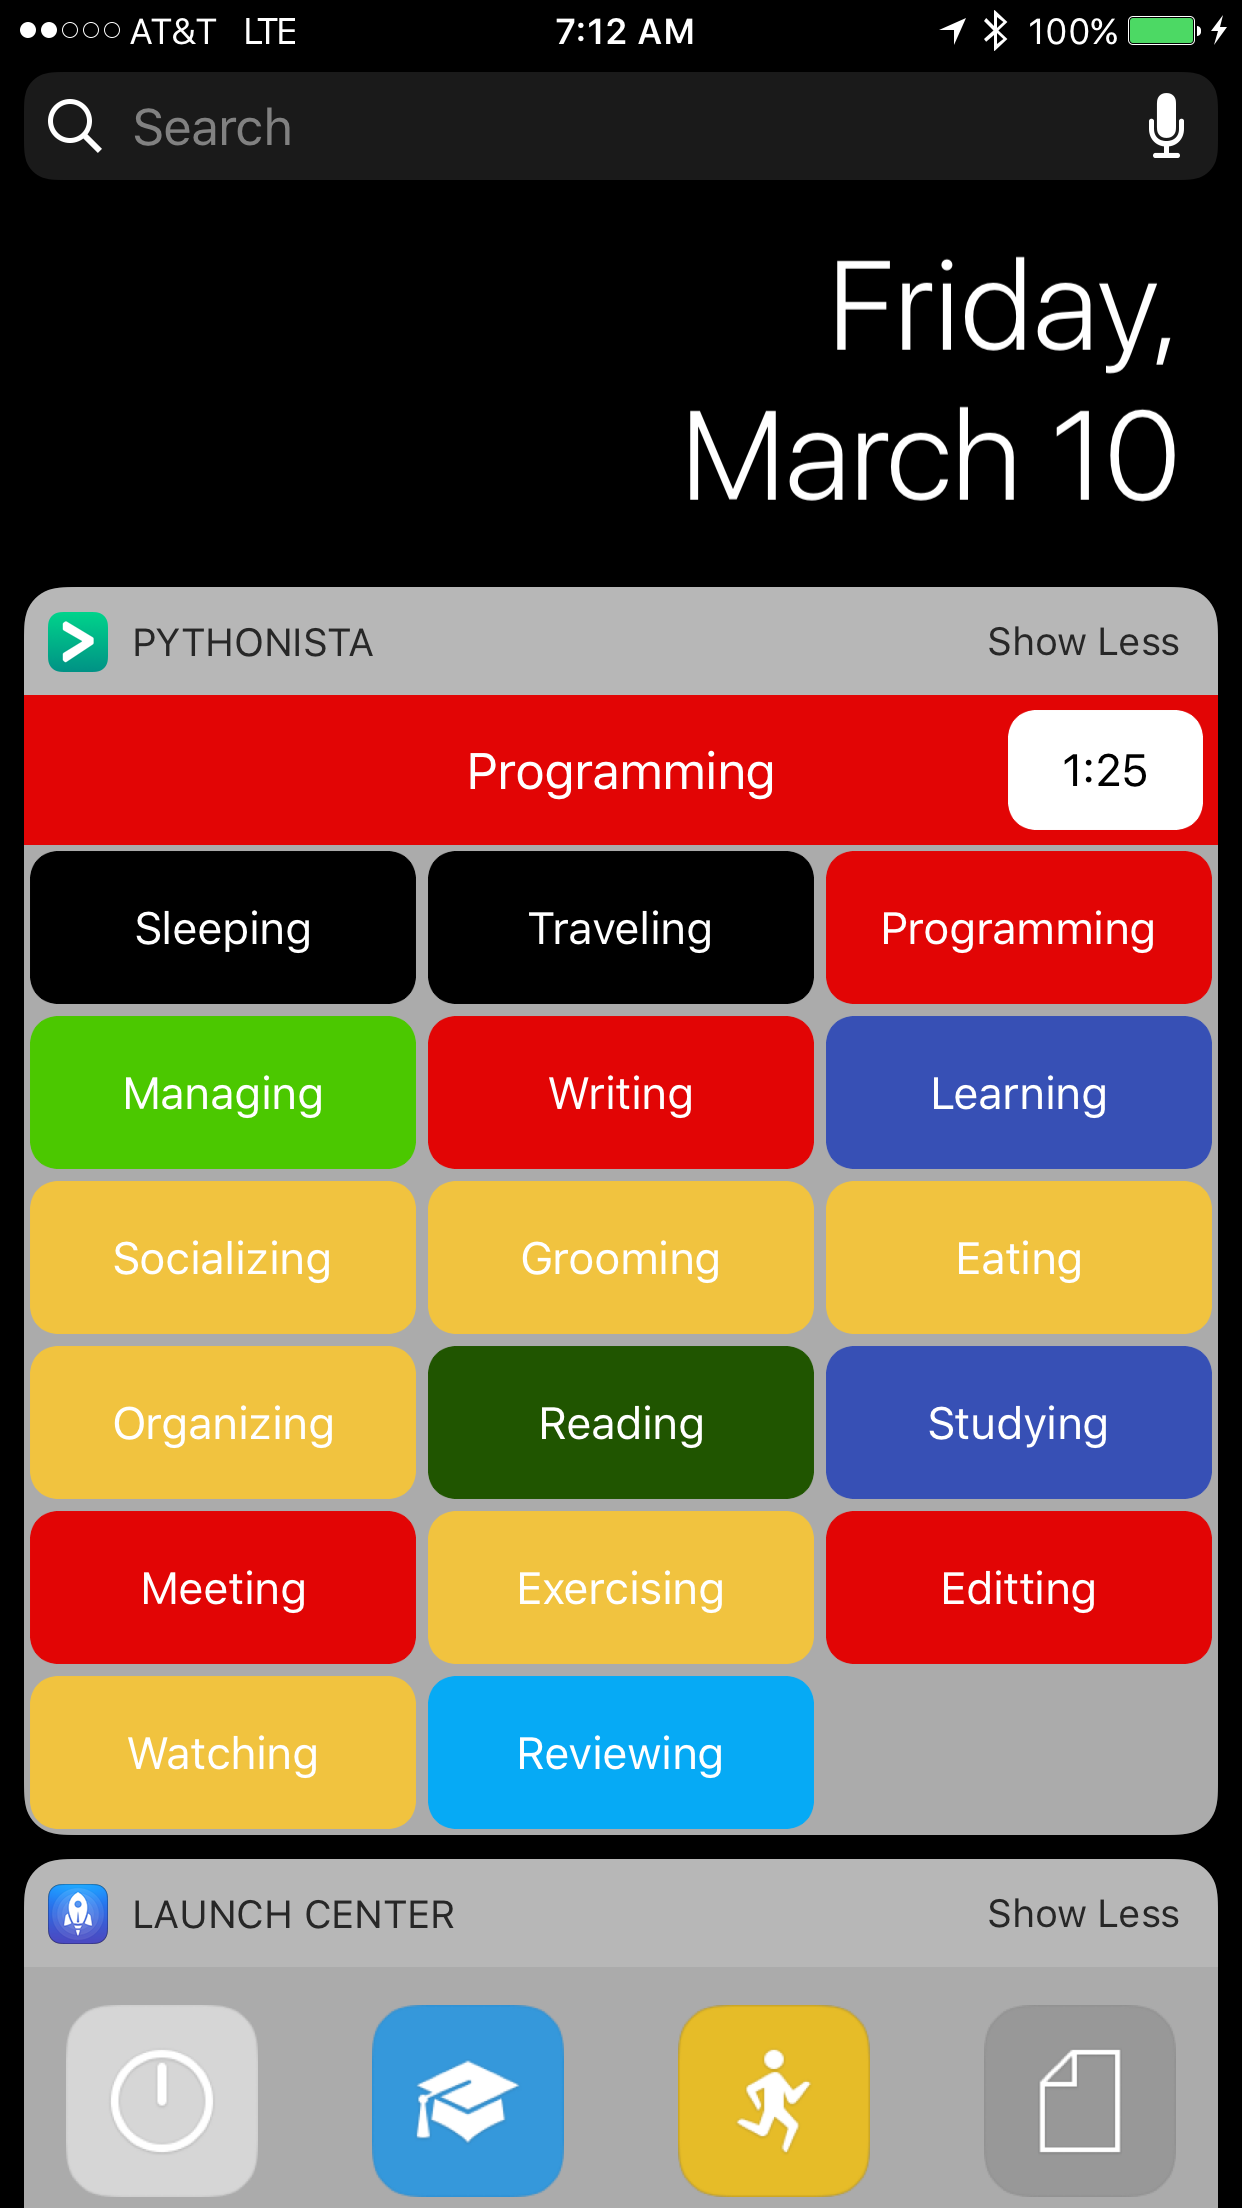 AT&T LTE 7:12 AM 100%
Search
Friday,
March 10
PYTHONISTA Show Less
Programming 1:25
Sleeping Traveling Programming
Managing Writing Learning
Socializing Grooming Eating
Organizing Reading Studying
Meeting Exercising Editting
Watching Reviewing
LAUNCH CENTER Show Less